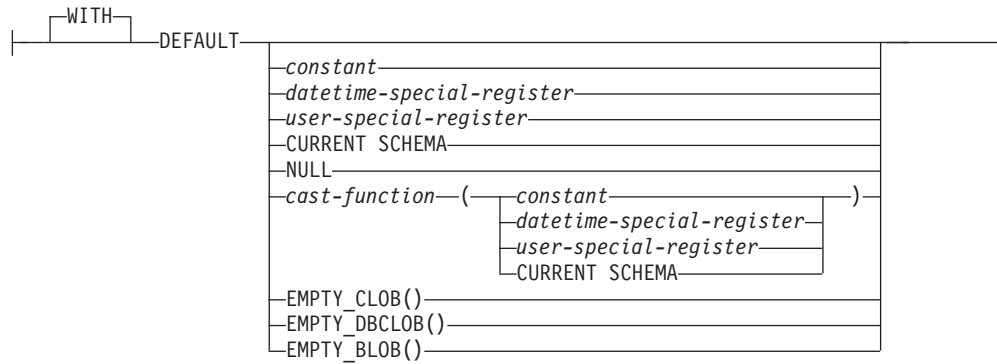 WITH
DEFAULT
constant
datetime-special-register
user-special-register
CURRENT SCHEMA
NULL
cast-function ( constant )
datetime-special-register
user-special-register
CURRENT SCHEMA
EMPTY_CLOB()
EMPTY_DBCLOB()
EMPTY_BLOB()